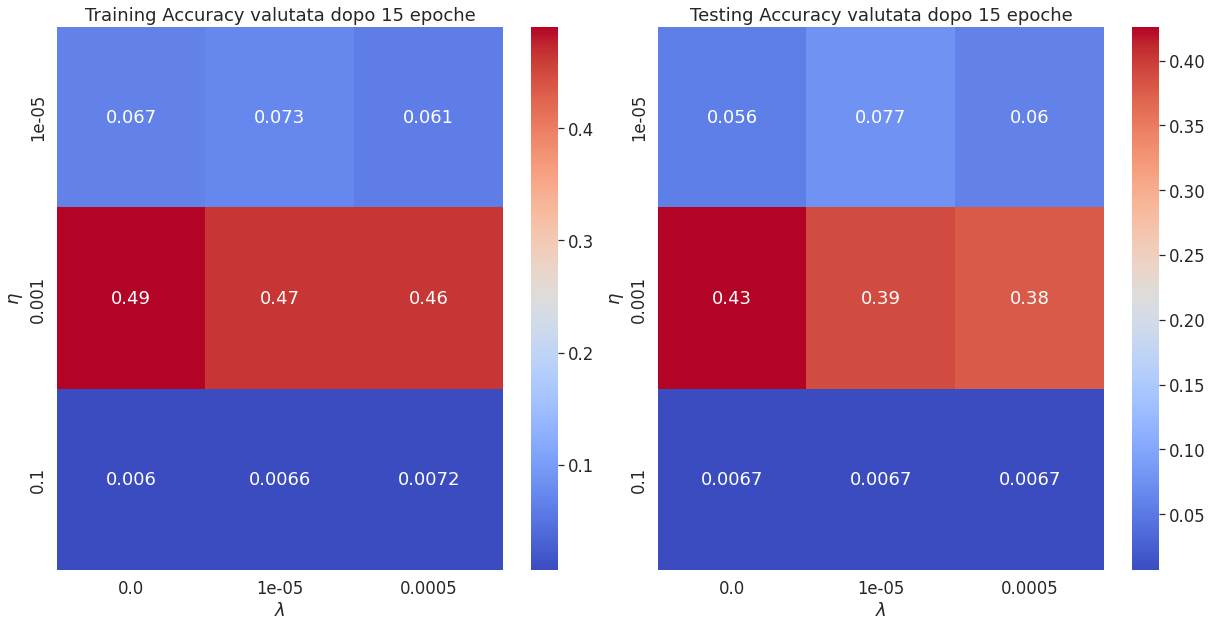 Training Accuracy valutata dopo 15 epoche
1e-05
0.001
0.1
η
0.067 0.073 0.061
0.49 0.47 0.46
0.006 0.0066 0.0072
0.0 1e-05 0.0005
λ
0.4
0.3
0.2
0.1
Testing Accuracy valutata dopo 15 epoche
1e-05
0.001
0.1
η
0.056 0.077 0.06
0.43 0.39 0.38
0.0067 0.0067 0.0067
0.0 1e-05 0.0005
λ
0.40
0.35
0.30
0.25
0.20
0.15
0.10
0.05